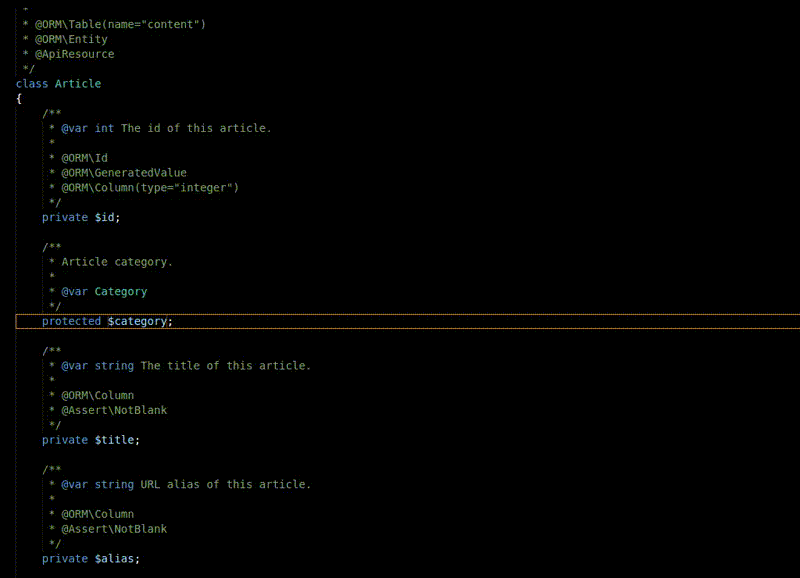 *
* @ORM\Table(name="content")
* @ORM\Entity
* @ApiResource
*/
class Article
{
/**
* @var int The id of this article.
*
* @ORM\Id
* @ORM\GeneratedValue
* @ORM\Column(type="integer")
*/
private $id;
/**
* Article category.
*
* @var Category
*/
protected $category;
/**
* @var string The title of this article.
*
* @ORM\Column
* @Assert\NotBlank
*/
private $title;
/**
* @var string URL alias of this article.
*
* @ORM\Column
* @Assert\NotBlank
*/
private $alias;